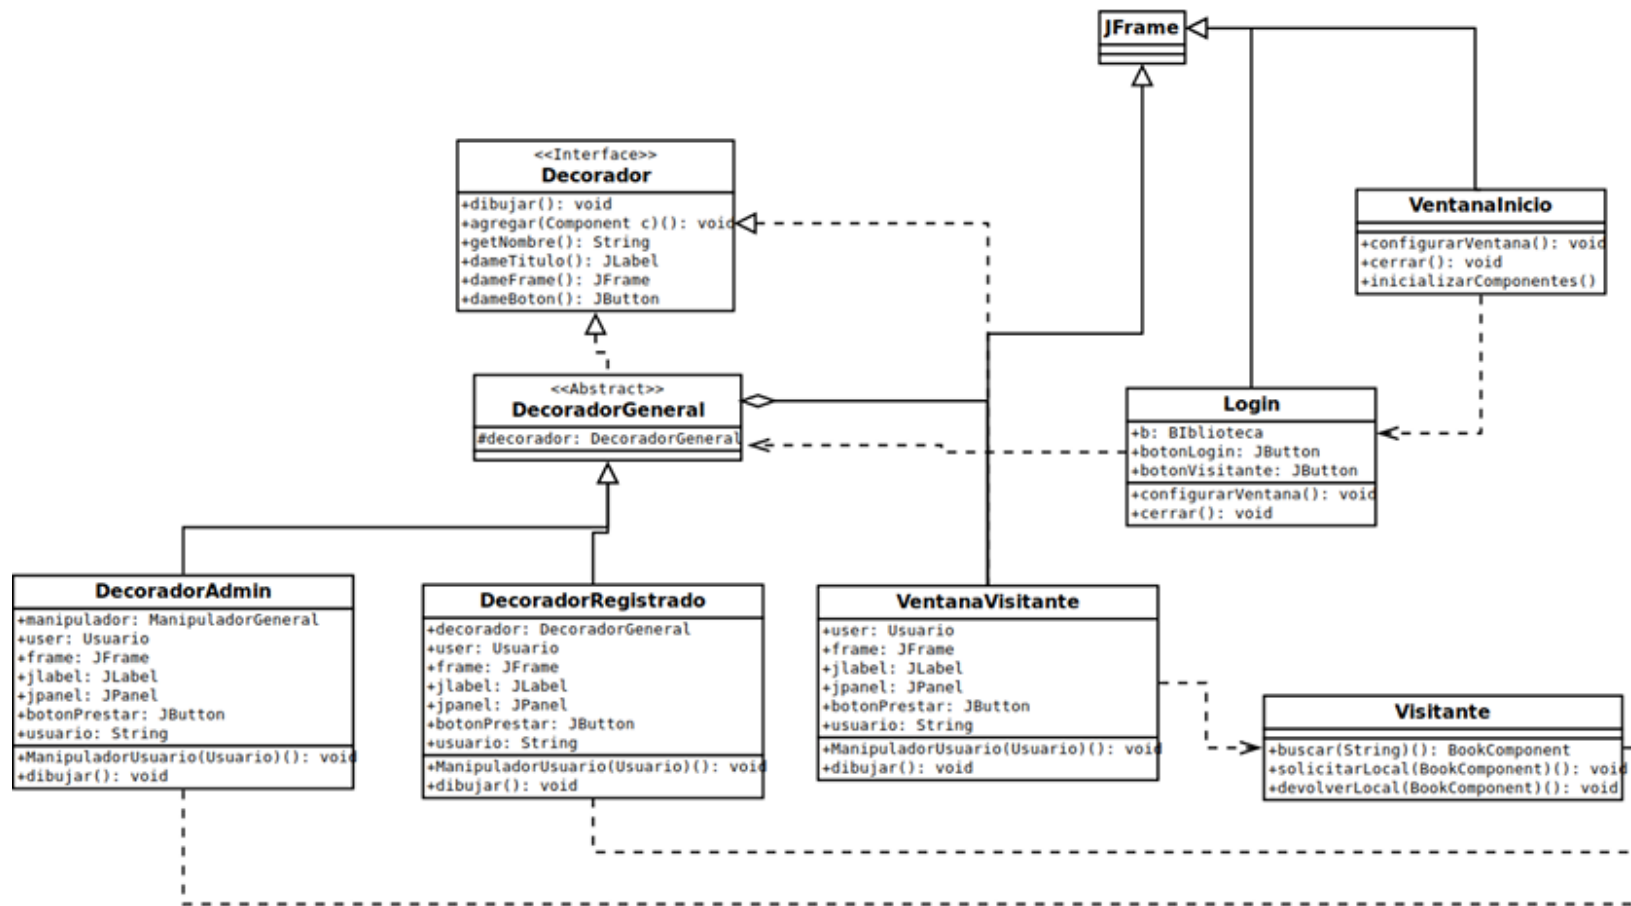 JFrame
<<Interface>>
Decorador
+dibujar(): void
+agregar(Component c)(): void
+getNombre(): String
+dameTitulo(): JLabel
+dameFrame(): JFrame
+dameBoton(): JButton
VentanaInicio
+configurarVentana(): void
+cerrar(): void
+inicializarComponentes()
<<Abstract>>
DecoradorGeneral
#decorador: DecoradorGeneral
Login
+b: BIblioteca
+botonLogin: JButton
+botonVisitante: JButton
+configurarVentana(): void
+cerrar(): void
DecoradorAdmin
+manipulador: ManipuladorGeneral
+user: Usuario
+frame: JFrame
+jlabel: JLabel
+jpanel: JPanel
+botonPrestar: JButton
+usuario: String
+ManipuladorUsuario(Usuario)(): void
+dibujar(): void
DecoradorRegistrado
+decorador: DecoradorGeneral
+user: Usuario
+frame: JFrame
+jlabel: JLabel
+jpanel: JPanel
+botonPrestar: JButton
+usuario: String
+ManipuladorUsuario(Usuario)(): void
+dibujar(): void
VentanaVisitante
+user: Usuario
+frame: JFrame
+jlabel: JLabel
+jpanel: JPanel
+botonPrestar: JButton
+usuario: String
+ManipuladorUsuario(Usuario)(): void
+dibujar(): void
Visitante
+buscar(String)(): BookComponent
+solicitarLocal(BookComponent)(): void
+devolverLocal(BookComponent)(): void